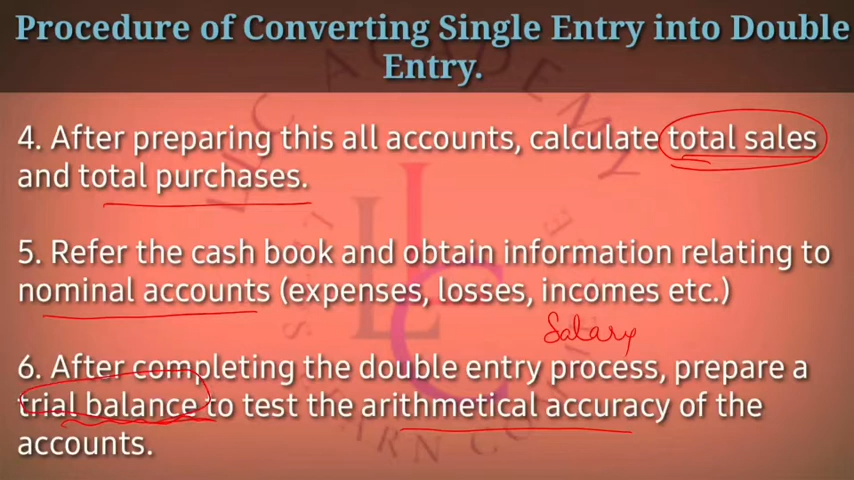 Procedure of Converting Single Entry into Double
Entry.
4. After preparing this all accounts, calculate total sales
and total purchases.
5. Refer the cash book and obtain information relating to
nominal accounts (expenses, losses, incomes etc.)
Salary
6. After completing the double entry process, prepare a
trial balance to test the arithmetical accuracy of the
accounts.